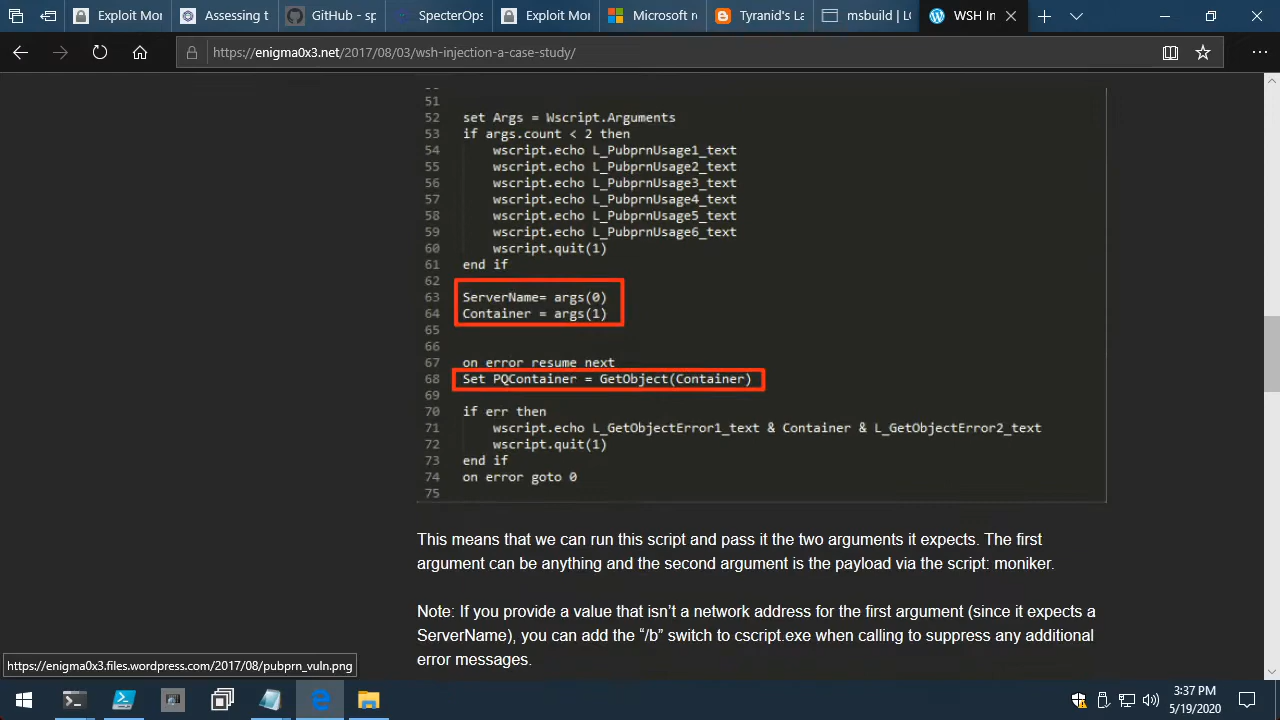 Exploit Mon
Assessing t
GitHub - sp
SpecterOps
Exploit Mon
Microsoft re
Tyranid's La
msbuild | LO
WSH In
https://enigma0x3.net/2017/08/03/wsh-injection-a-case-study/
51
52 set Args = Wscript.Arguments
53 if args.count < 2 then
54 wscript.echo L_PubprnUsage1_text
55 wscript.echo L_PubprnUsage2_text
56 wscript.echo L_PubprnUsage3_text
57 wscript.echo L_PubprnUsage4_text
58 wscript.echo L_PubprnUsage5_text
59 wscript.echo L_PubprnUsage6_text
60 wscript.quit(1)
61 end if
62
63 ServerName= args(0)
64 Container = args(1)
65
66
67 on error resume next
68 Set PQContainer = GetObject(Container)
69
70 if err then
71 wscript.echo L_GetObjectError1_text & Container & L_GetObjectError2_text
72 wscript.quit(1)
73 end if
74 on error goto 0
75
This means that we can run this script and pass it the two arguments it expects. The first
argument can be anything and the second argument is the payload via the script: moniker.
Note: If you provide a value that isn’t a network address for the first argument (since it expects a
ServerName), you can add the “/b” switch to cscript.exe when calling to suppress any additional
error messages.
https://enigma0x3.files.wordpress.com/2017/08/pubprn_vuln.png
3:37 PM
5/19/2020